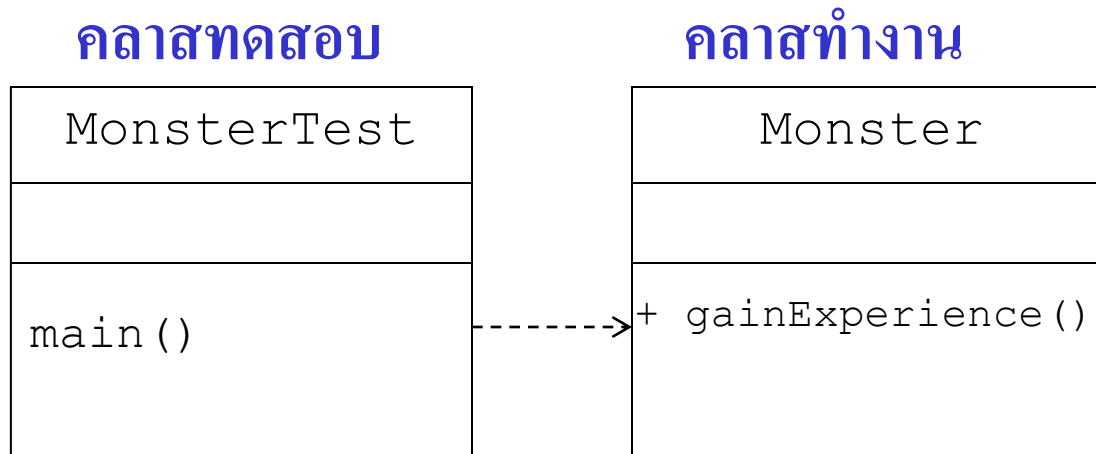 คลาสทดสอบ
คลาสทำงาน
MonsterTest
Monster
main()
+ gainExperience()